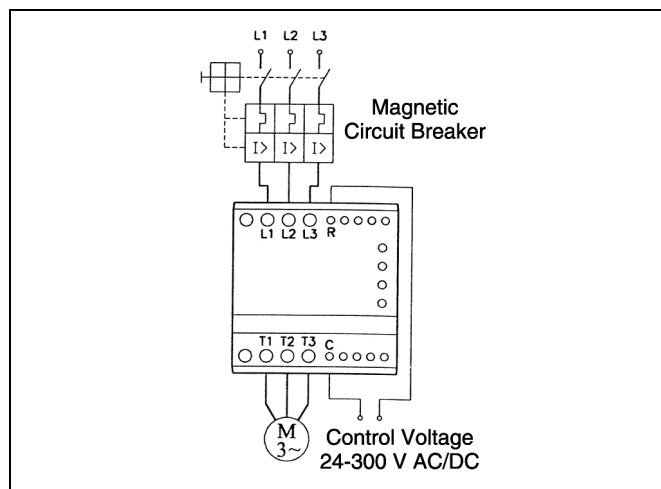 L1 L2 L3
Magnetic
Circuit Breaker
I> I> I>
L1 L2 L3 R
T1 T2 T3 C
M
3~
Control Voltage
24-300 V AC/DC